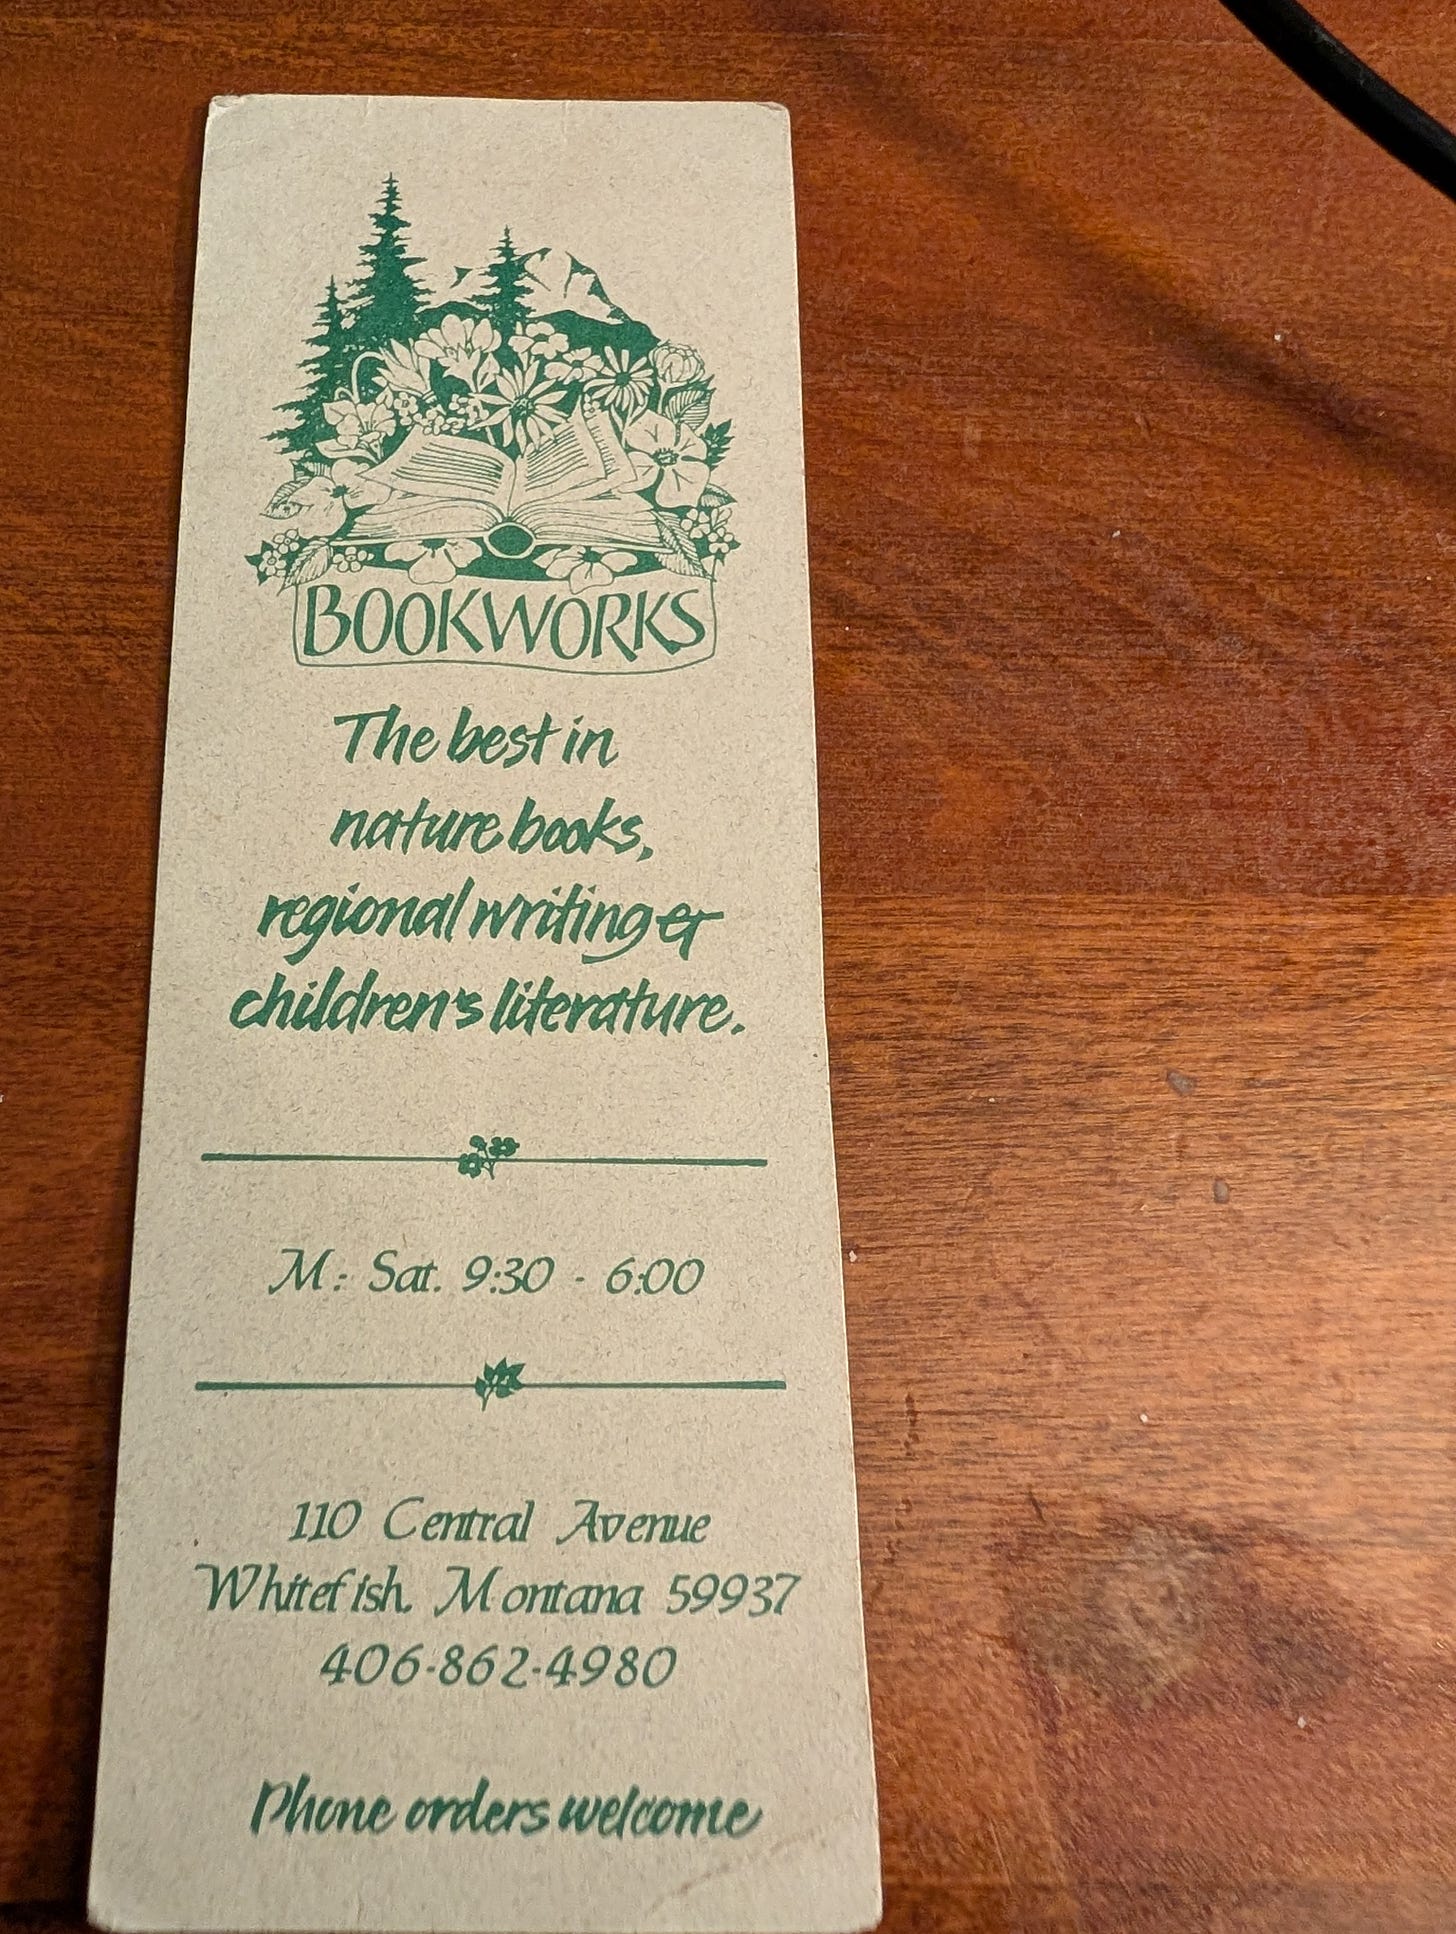 BOOKWORKS
The best in
nature books,
regional writing &
children's literature.
M - Sat. 9:30 - 6:00
110 Central Avenue
Whitefish, Montana 59937
406-862-4980
Phone orders welcome